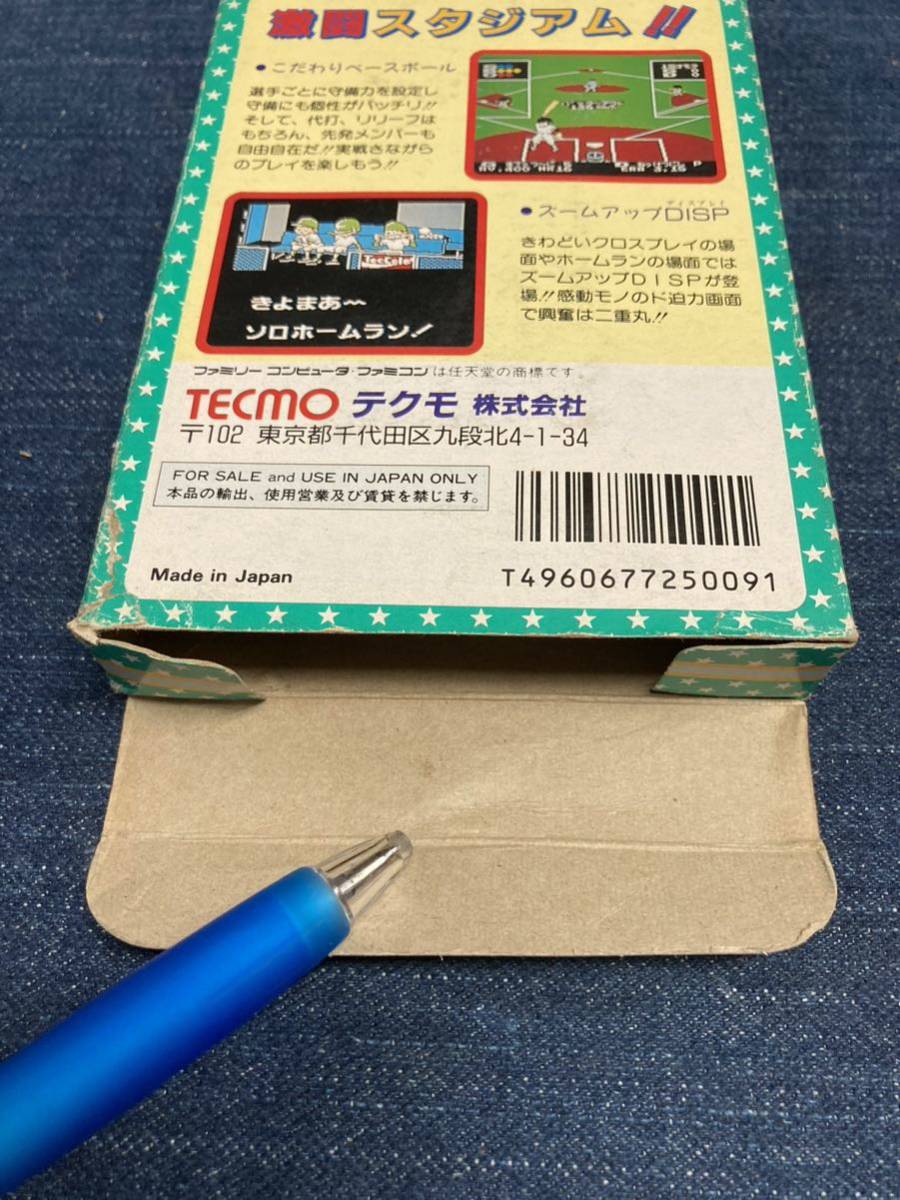 激闘スタジアム!!
•こだわりベースボール
選手ごとに守備力を設定し
守備にも個性がバッチリ!!
そして、代打、リリーフは
もちろん、先発メンバーも
自由自在だ!!実戦さながら
のプレイを楽しもう!!
ディスプレイ
•ズームアップDISP
きわどいクロスプレイの場
面やホームランの場面では
ズームアップDISPが登
場!!感動モノのド迫力画面
で興奮は二重丸!!
TecCola
きよまあ〜
ソロホームラン!
ファミリー コンピュータ・ファミコンは任天堂の商標です。
TECMO テクモ 株式会社
〒102 東京都千代田区九段北4-1-34
FOR SALE and USE IN JAPAN ONLY
本品の輸出、使用営業及び賃貸を禁じます。
Made in Japan
T4960677250091